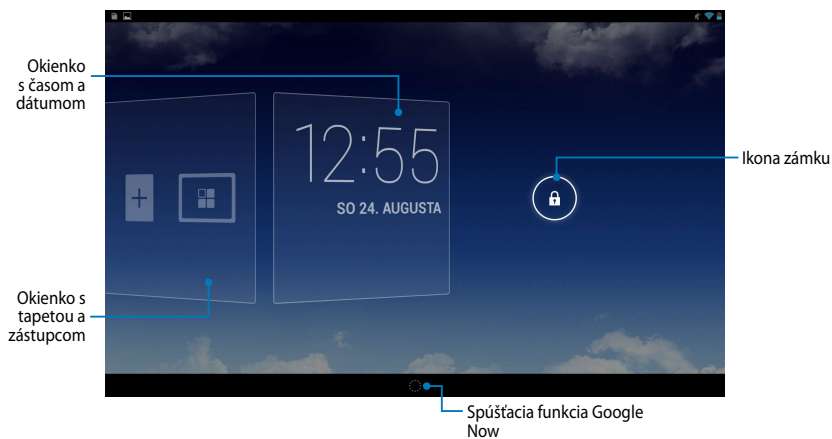 Okienko
s časom a
dátumom
12:55
SO 24. AUGUSTA
Ikona zámku
Okienko s
tapetou a
zástupcom
Spúšťacia funkcia Google
Now